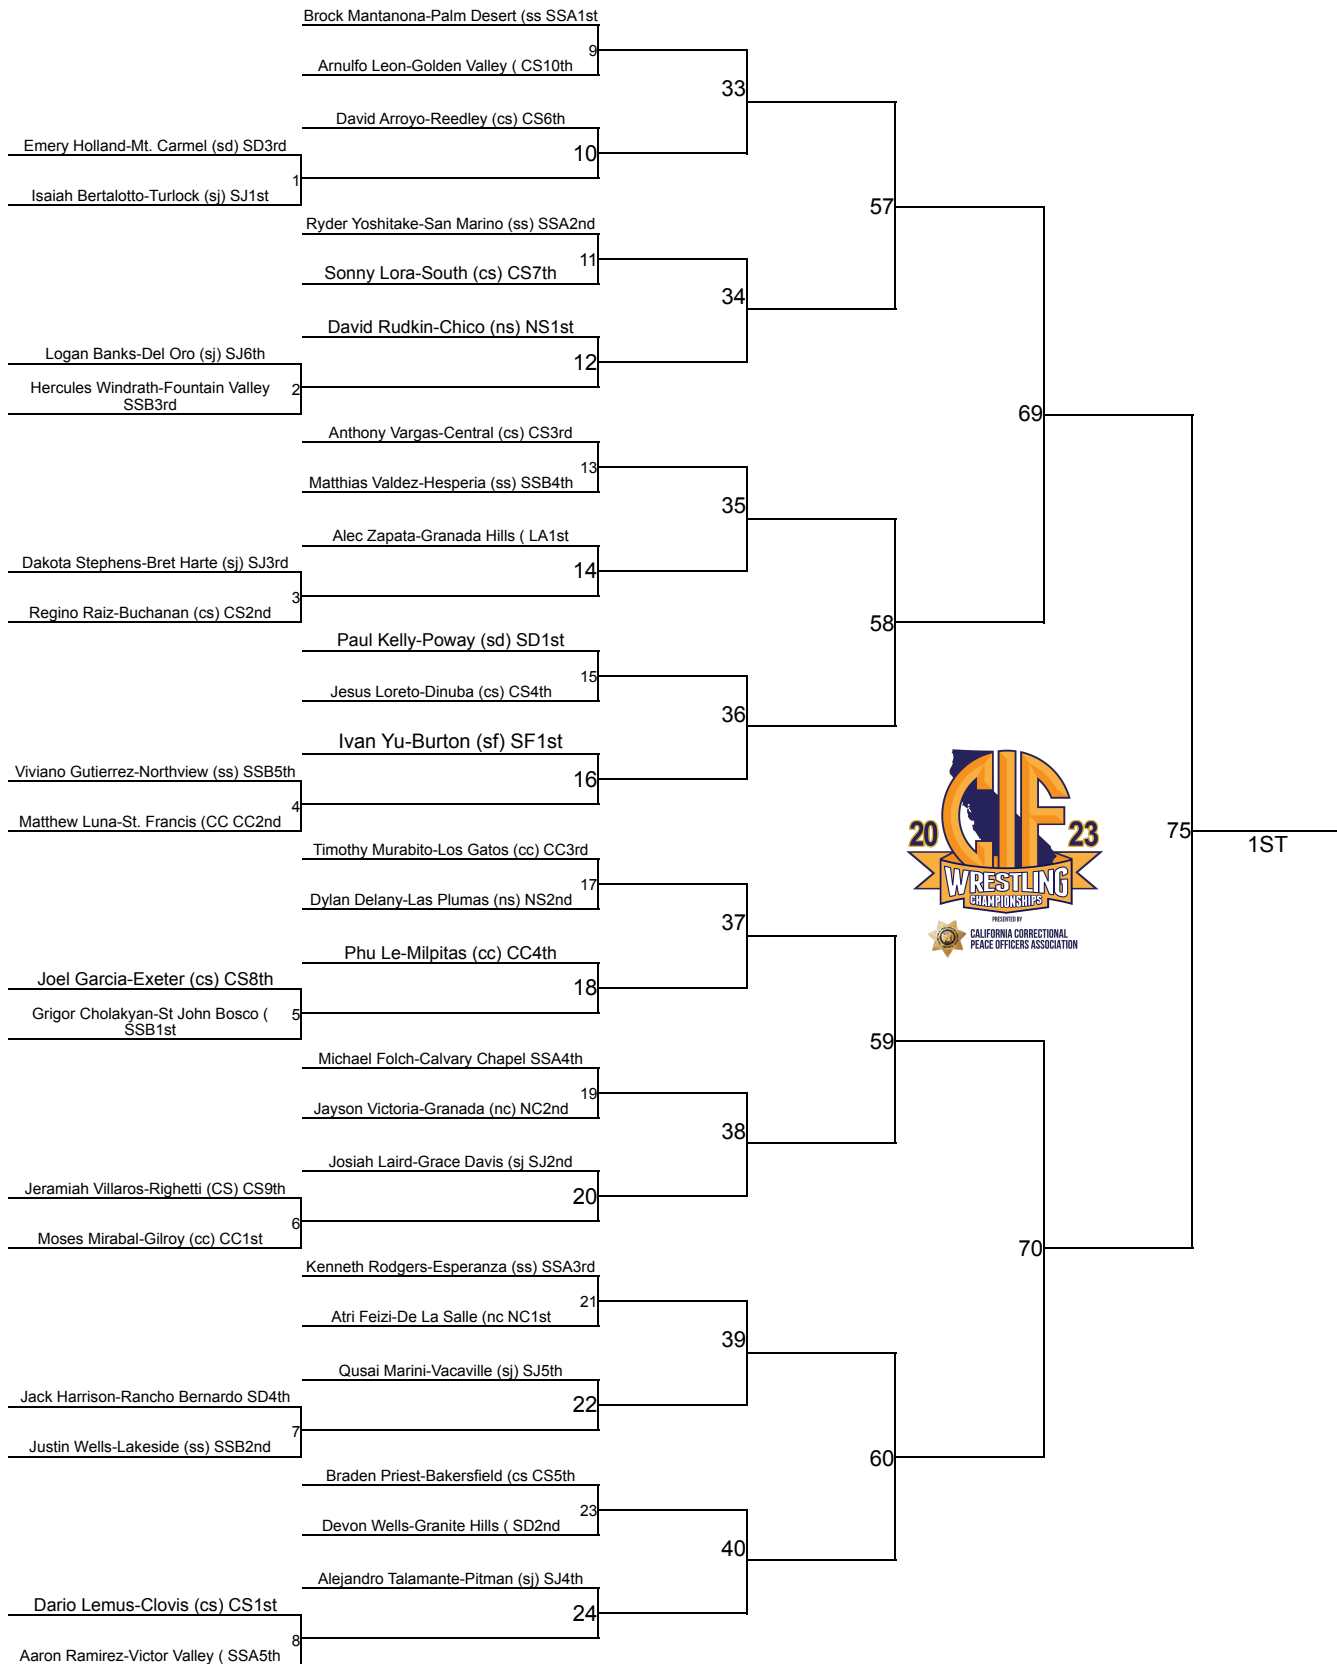 Brock Mantanona-Palm Desert (ss SSA1st
9
Arnulfo Leon-Golden Valley ( CS10th
33
David Arroyo-Reedley (cs) CS6th
Emery Holland-Mt. Carmel (sd) SD3rd
10
1
Isaiah Bertalotto-Turlock (sj) SJ1st
57
Ryder Yoshitake-San Marino (ss) SSA2nd
11
Sonny Lora-South (cs) CS7th
34
David Rudkin-Chico (ns) NS1st
Logan Banks-Del Oro (sj) SJ6th
12
2
Hercules Windrath-Fountain Valley
SSB3rd
69
Anthony Vargas-Central (cs) CS3rd
13
Matthias Valdez-Hesperia (ss) SSB4th
35
Alec Zapata-Granada Hills ( LA1st
Dakota Stephens-Bret Harte (sj) SJ3rd
14
3
Regino Raiz-Buchanan (cs) CS2nd
58
Paul Kelly-Poway (sd) SD1st
15
Jesus Loreto-Dinuba (cs) CS4th
36
Ivan Yu-Burton (sf) SF1st
Viviano Gutierrez-Northview (ss) SSB5th
16
4
Matthew Luna-St. Francis (CC CC2nd
20 CIF 23
WRESTLING
CHAMPIONSHIPS
PRESENTED BY
CALIFORNIA CORRECTIONAL
PEACE OFFICERS ASSOCIATION
75
1ST
Timothy Murabito-Los Gatos (cc) CC3rd
17
Dylan Delany-Las Plumas (ns) NS2nd
37
Phu Le-Milpitas (cc) CC4th
Joel Garcia-Exeter (cs) CS8th
18
5
Grigor Cholakyan-St John Bosco (
SSB1st
59
Michael Folch-Calvary Chapel SSA4th
19
Jayson Victoria-Granada (nc) NC2nd
38
Josiah Laird-Grace Davis (sj SJ2nd
Jeramiah Villaros-Righetti (CS) CS9th
20
6
Moses Mirabal-Gilroy (cc) CC1st
70
Kenneth Rodgers-Esperanza (ss) SSA3rd
21
Atri Feizi-De La Salle (nc NC1st
39
Qusai Marini-Vacaville (sj) SJ5th
Jack Harrison-Rancho Bernardo SD4th
22
7
Justin Wells-Lakeside (ss) SSB2nd
60
Braden Priest-Bakersfield (cs CS5th
23
Devon Wells-Granite Hills ( SD2nd
40
Alejandro Talamante-Pitman (sj) SJ4th
Dario Lemus-Clovis (cs) CS1st
24
8
Aaron Ramirez-Victor Valley ( SSA5th